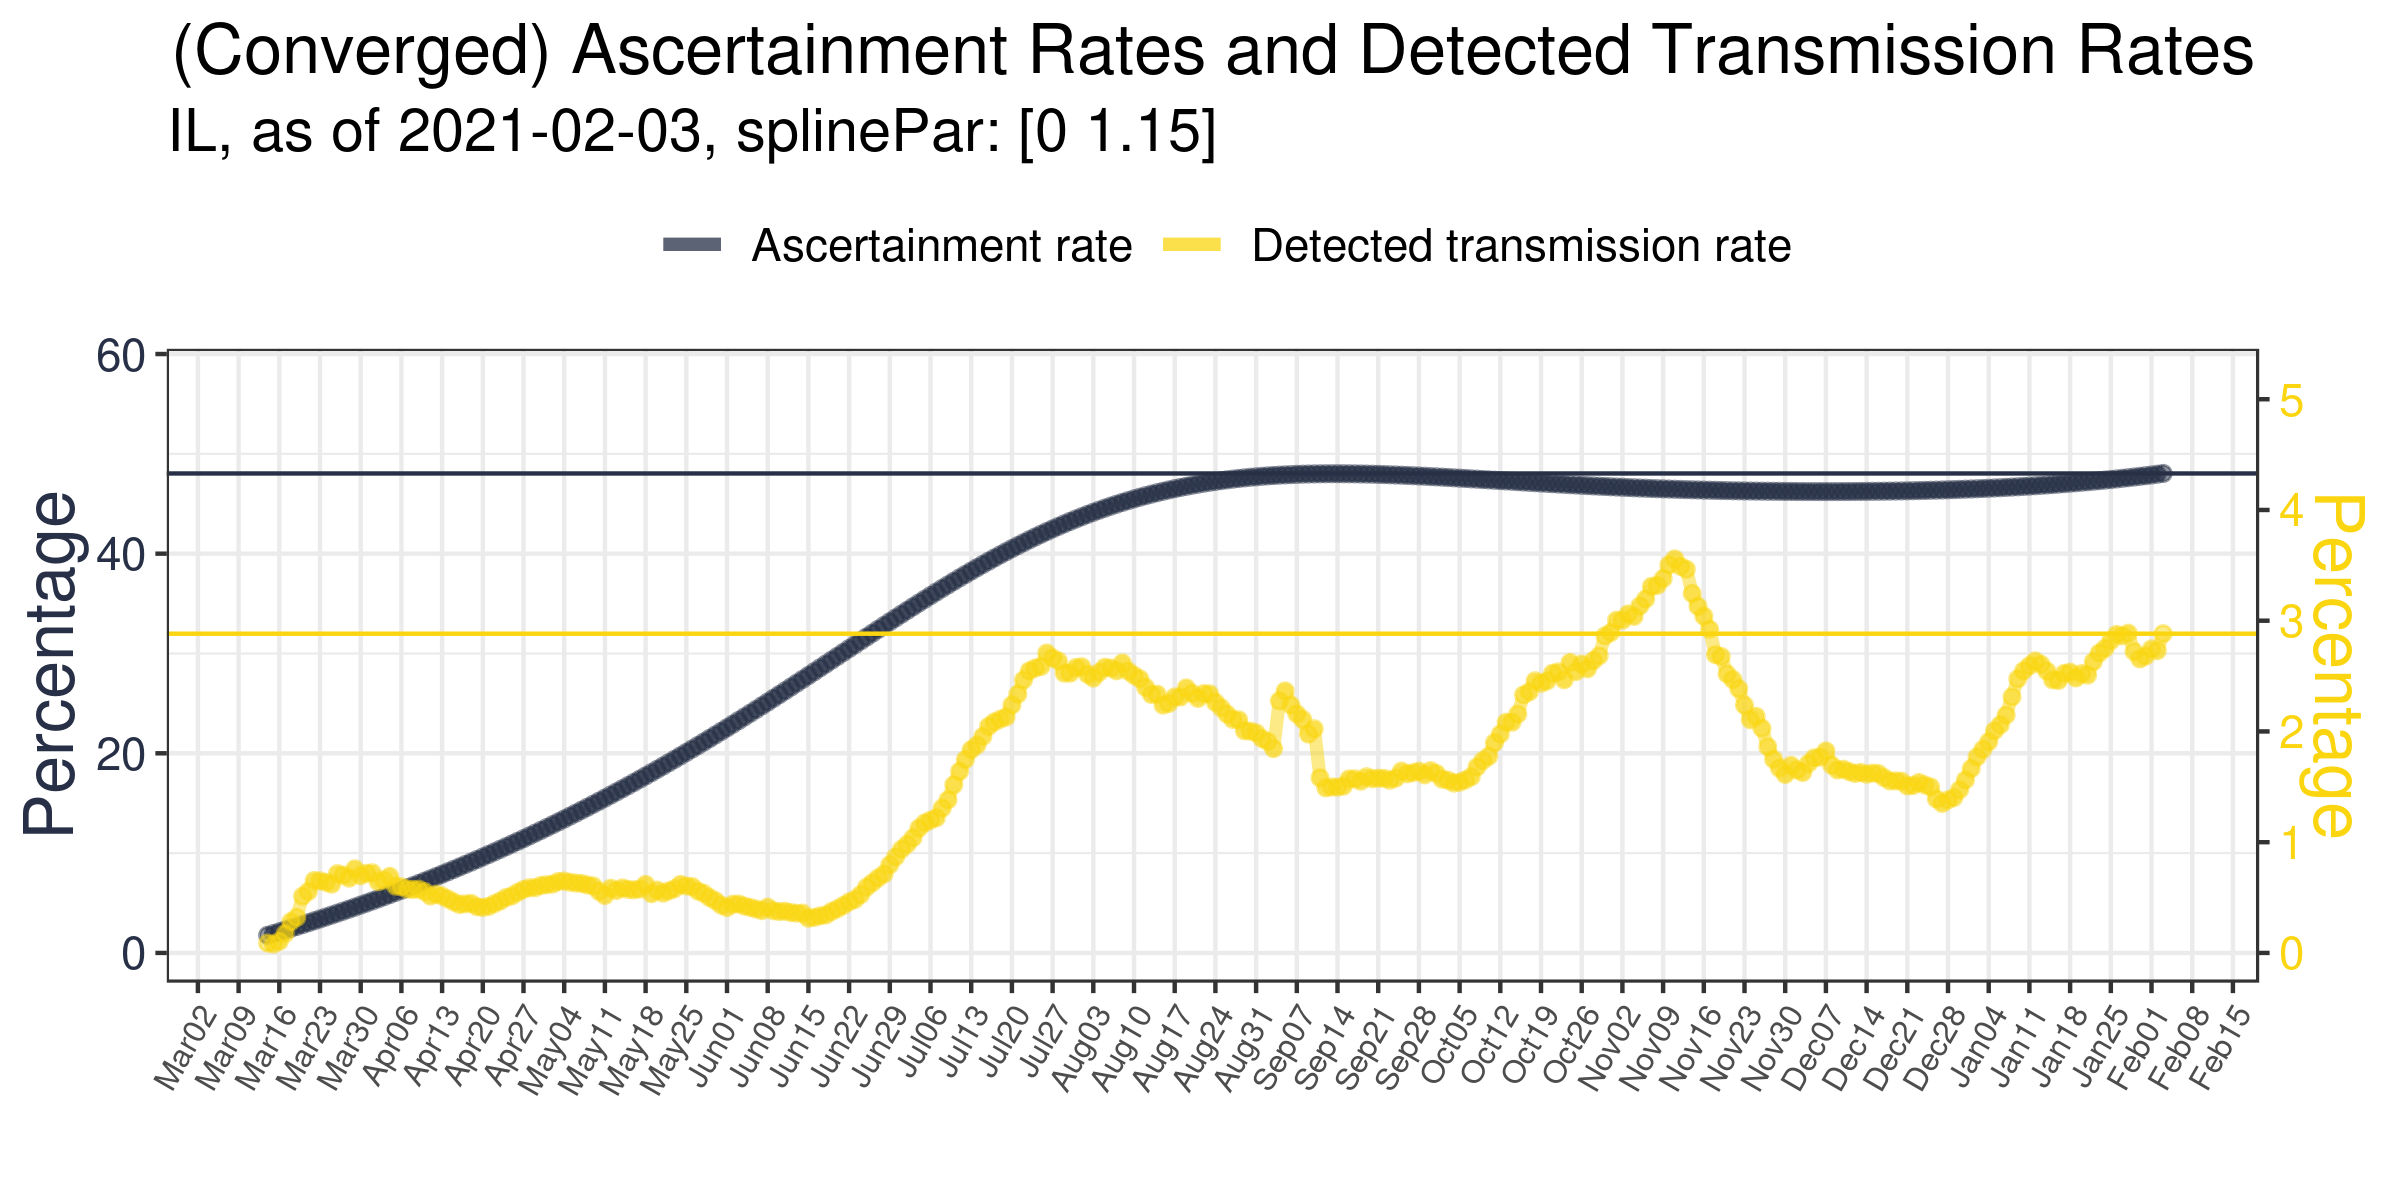 (Converged) Ascertainment Rates and Detected Transmission Rates
IL, as of 2021-02-03, splinePar: [0 1.15]
Ascertainment rate
Detected transmission rate
Percentage
60
40
20
0
5
4
3
2
1
0
Percentage
Mar02
Mar09
Mar16
Mar23
Mar30
Apr06
Apr13
Apr20
Apr27
May04
May11
May18
May25
Jun01
Jun08
Jun15
Jun22
Jun29
Jul06
Jul13
Jul20
Jul27
Aug03
Aug10
Aug17
Aug24
Aug31
Sep07
Sep14
Sep21
Sep28
Oct05
Oct12
Oct19
Oct26
Nov02
Nov09
Nov16
Nov23
Nov30
Dec07
Dec14
Dec21
Dec28
Jan04
Jan11
Jan18
Jan25
Feb01
Feb08
Feb15